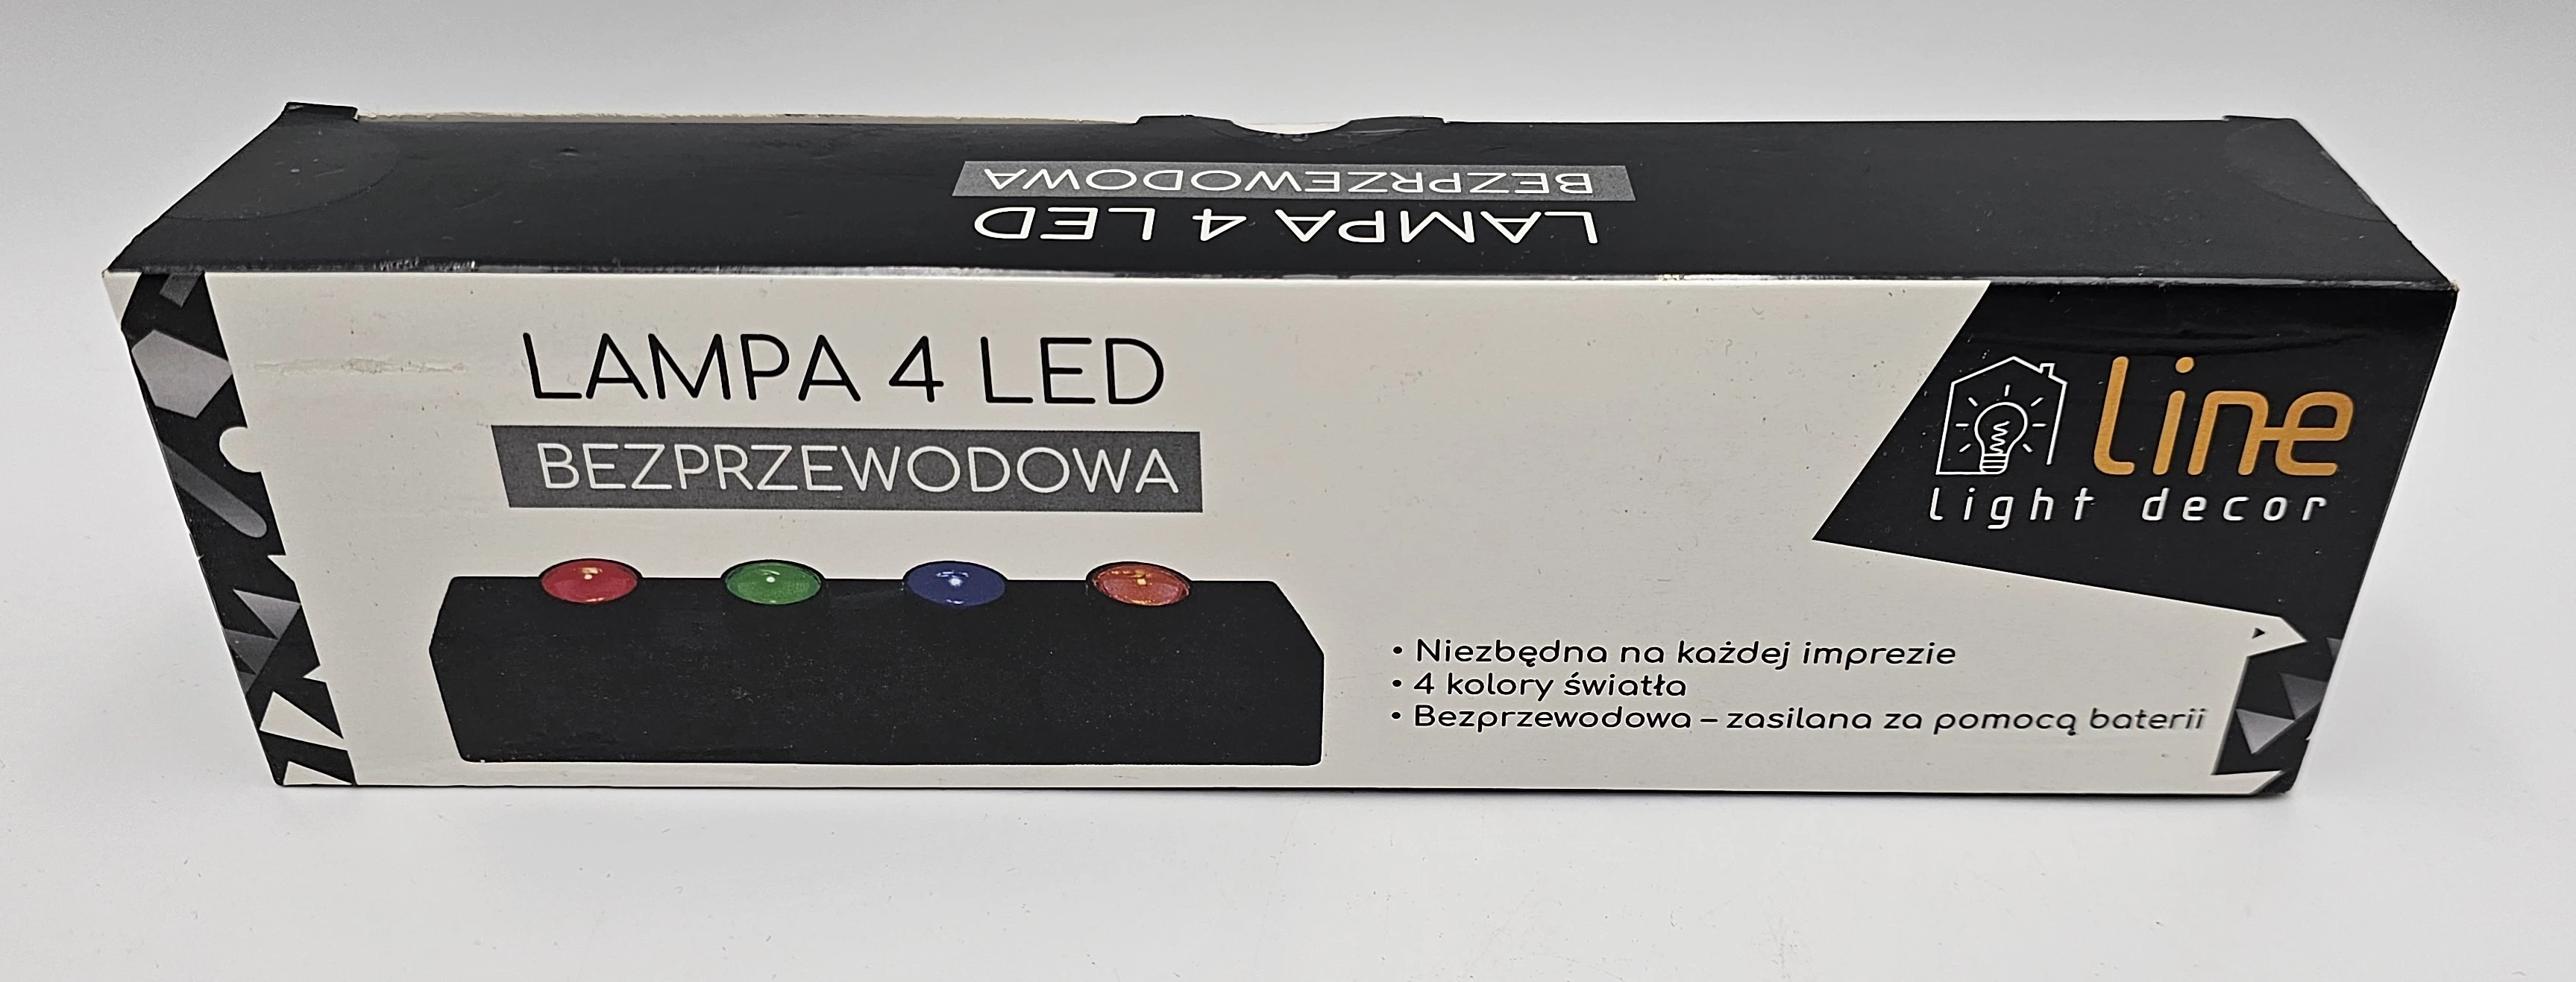 BEZPRZEWODOWA
LAMPA 4 LED
LAMPA 4 LED
BEZPRZEWODOWA
line
light decor
• Niezbędna na każdej imprezie
• 4 kolory światła
• Bezprzewodowa – zasilana za pomocą baterii